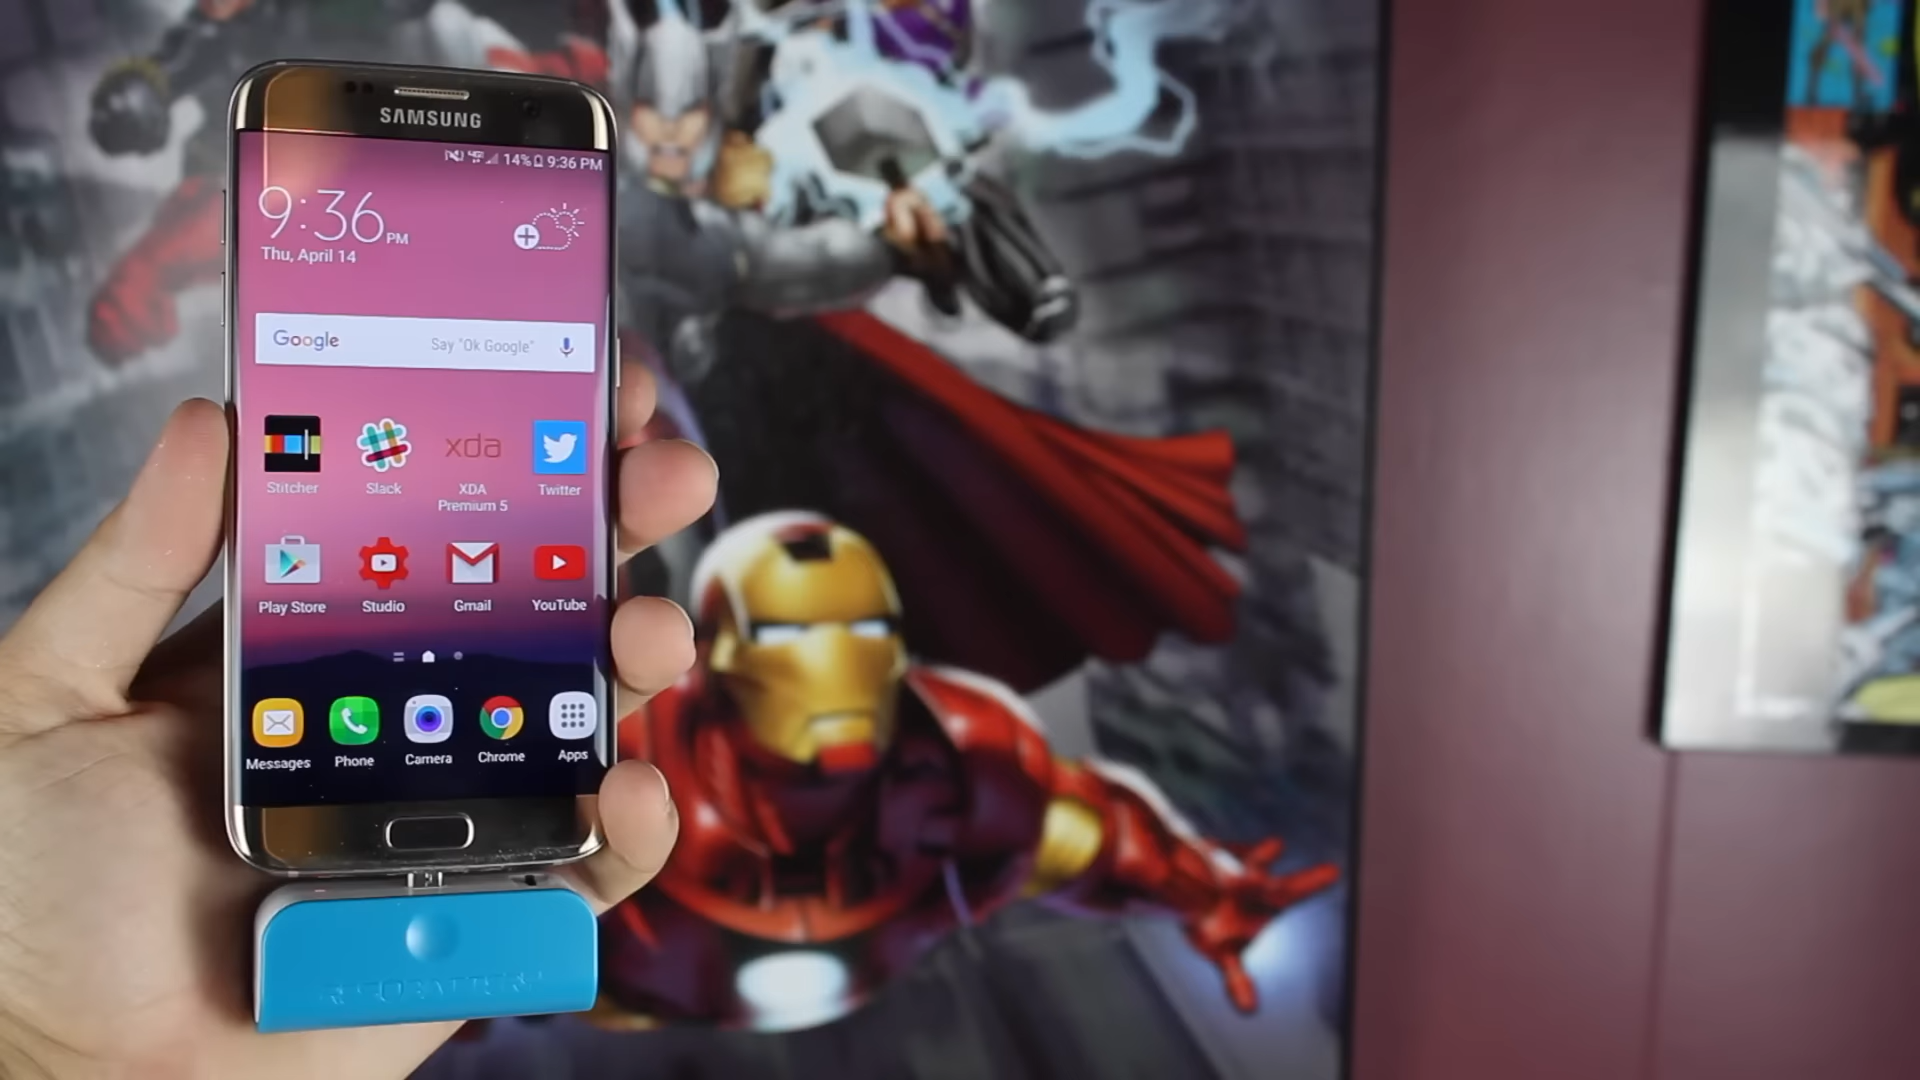 SAMSUNG
14% 9:36 PM
9:36 PM
Thu, April 14
Google Say "Ok Google"
xda
Stitcher Slack XDA Premium 5 Twitter
Play Store Studio Gmail YouTube
Messages Phone Camera Chrome Apps